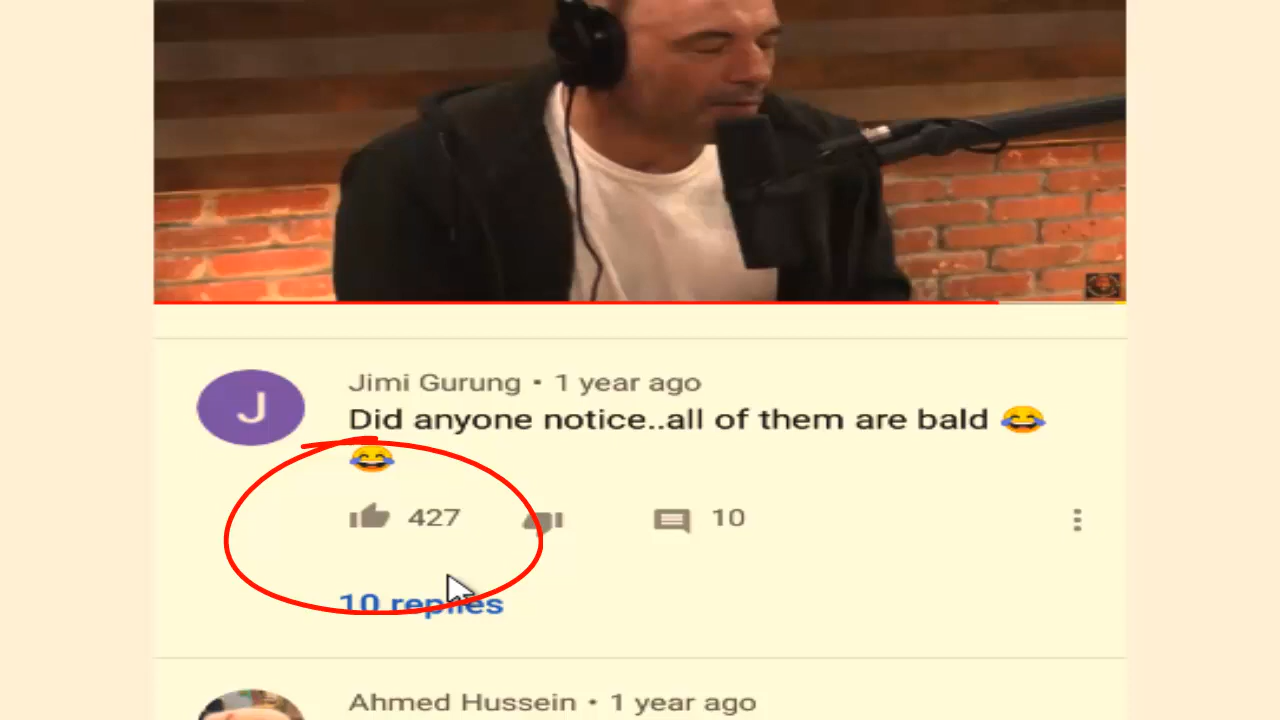 J
Jimi Gurung • 1 year ago
Did anyone notice..all of them are bald 😂
😂
427 10
10 replies
Ahmed Hussein • 1 year ago